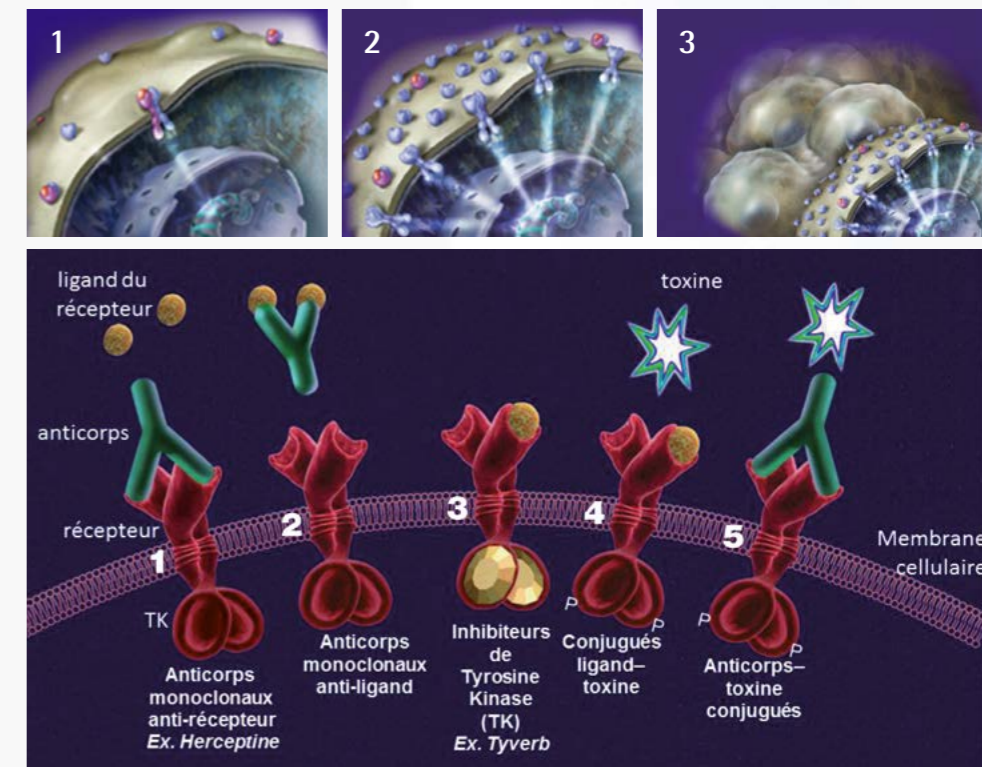 1
2
3
ligand du
récepteur
toxine
anticorps
récepteur
1
2
3
4
5
Membrane
cellulaire
TK
P
P
P
P
Anticorps
monoclonaux
anti-récepteur
Ex. Herceptine
Anticorps
monoclonaux
anti-ligand
Inhibiteurs
de
Tyrosine
Kinase
(TK)
Ex. Tyverb
Conjugués
ligand–
toxine
Anticorps–
toxine
conjugués